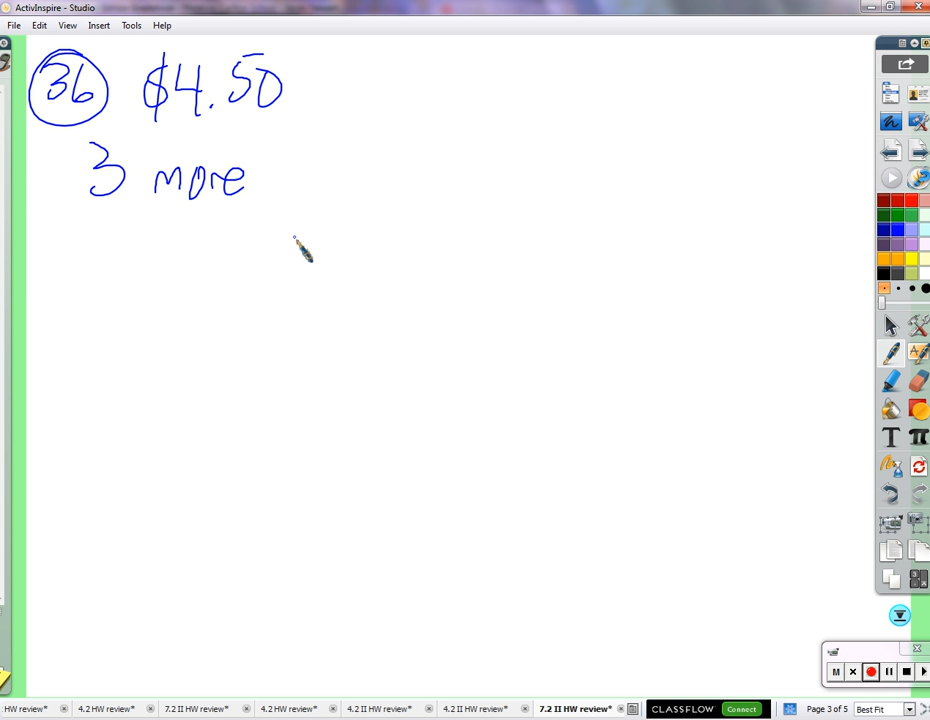 ActivInspire - Studio
File Edit View Insert Tools Help
36 $4.50
3 more
HW review* 4.2 HW review* 7.2 II HW review* 4.2 HW review* 4.2 II HW review* 4.2 II HW review* 7.2 II HW review* CLASSFLOW Connect Page 3 of 5 Best Fit